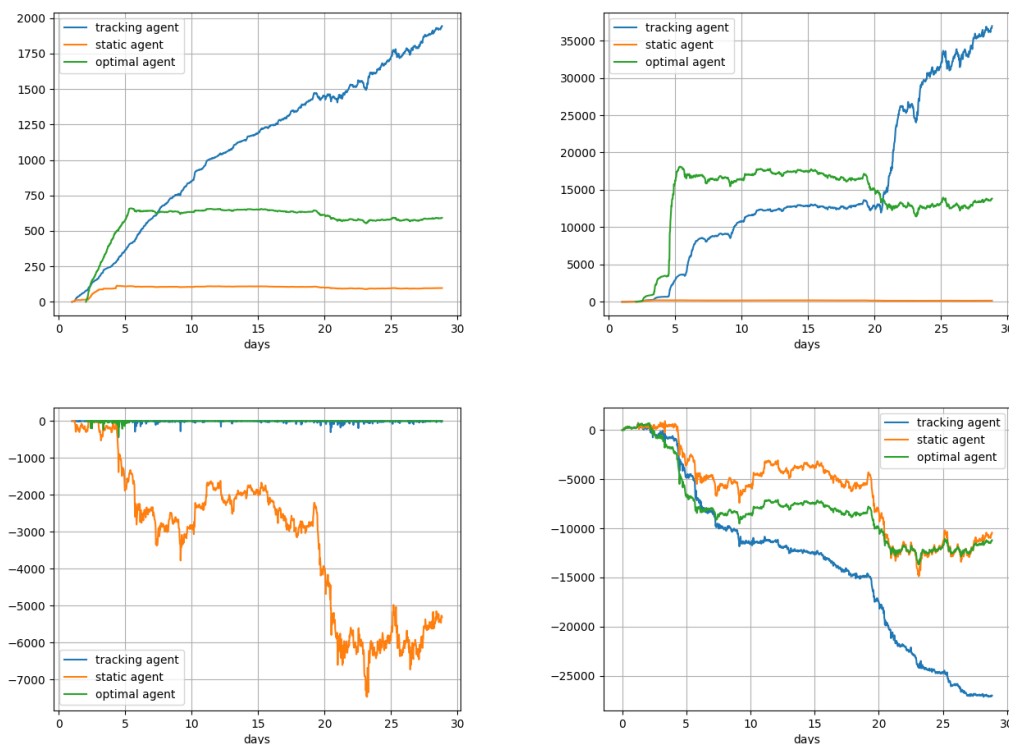 2000
1750
1500
1250
1000
750
500
250
0
tracking agent
static agent
optimal agent
0 5 10 15 20 25 30
days
35000
30000
25000
20000
15000
10000
5000
0
tracking agent
static agent
optimal agent
0 5 10 15 20 25 30
days
0
−1000
−2000
−3000
−4000
−5000
−6000
−7000
tracking agent
static agent
optimal agent
0 5 10 15 20 25 30
days
0
−5000
−10000
−15000
−20000
−25000
tracking agent
static agent
optimal agent
0 5 10 15 20 25 30
days